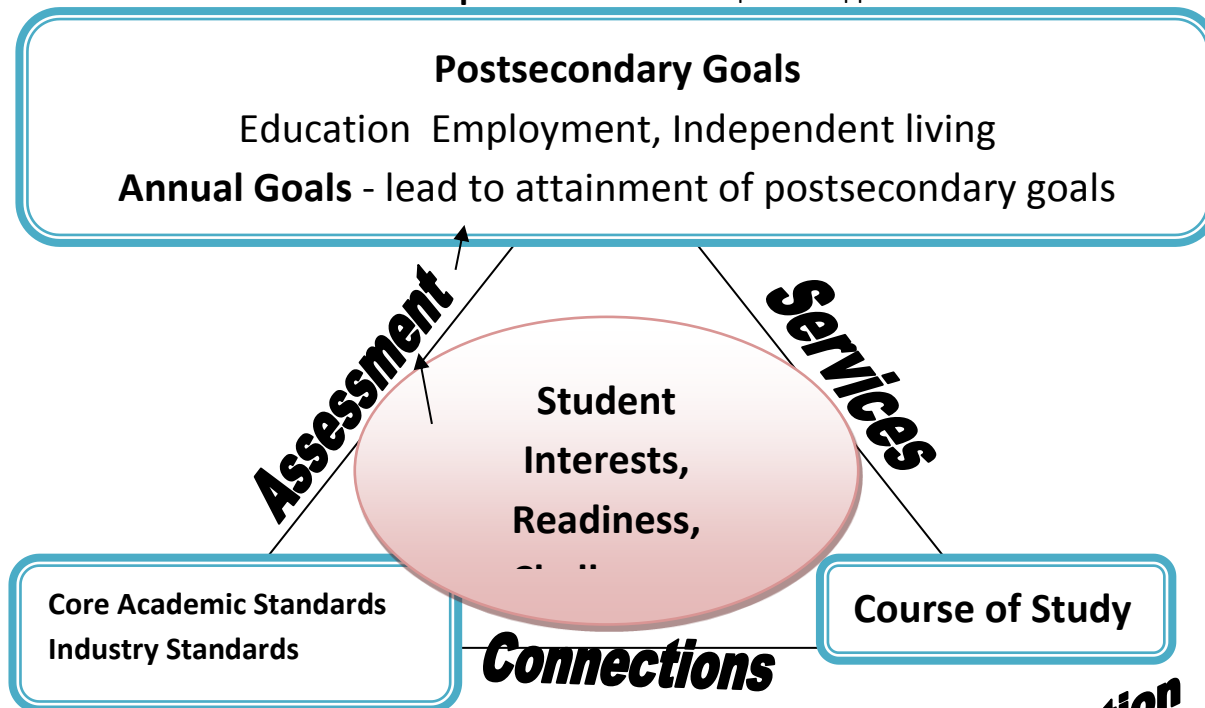 Postsecondary Goals
Education Employment, Independent living
Annual Goals - lead to attainment of postsecondary goals
Assessment
Services
Student
Interests,
Readiness,
Core Academic Standards
Industry Standards
Course of Study
Connections